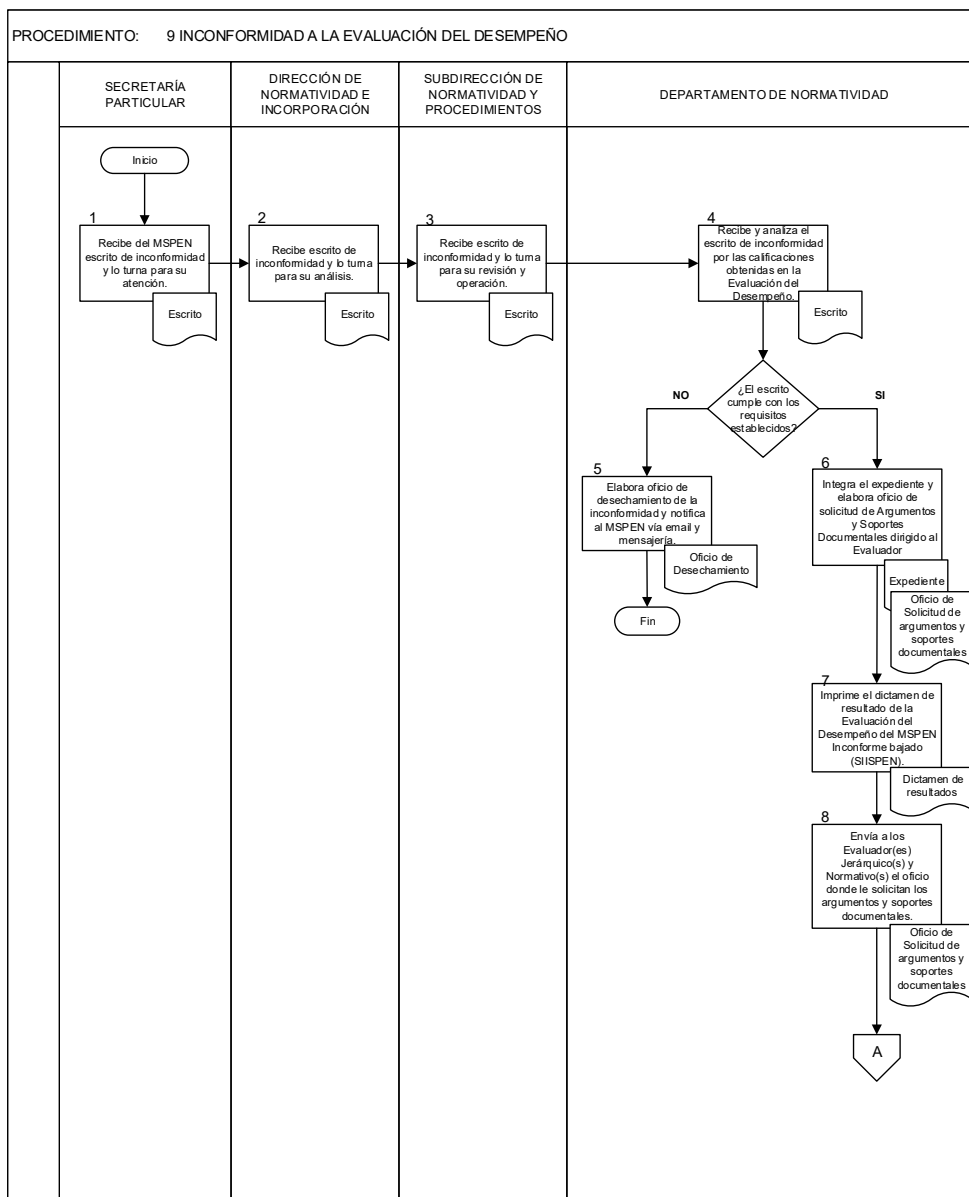 PROCEDIMIENTO: 9 INCONFORMIDAD A LA EVALUACIÓN DEL DESEMPEÑO
SECRETARÍA
PARTICULAR
DIRECCIÓN DE
NORMATIVIDAD E
INCORPORACIÓN
SUBDIRECCIÓN DE
NORMATIVIDAD Y
PROCEDIMIENTOS
DEPARTAMENTO DE NORMATIVIDAD
Inicio
1
Recibe del MSPEN
escrito de inconformidad
y lo turna para su
atención.
Escrito
2
Recibe escrito de
inconformidad y lo turna
para su análisis.
Escrito
3
Recibe escrito de
inconformidad y lo turna
para su revisión y
operación.
Escrito
4
Recibe y analiza el
escrito de inconformidad
por las calificaciones
obtenidas en la
Evaluación del
Desempeño.
Escrito
¿El escrito
cumple con los
requisitos
establecidos?
NO
SI
5
Elabora oficio de
desechamiento de la
inconformidad y notifica
al MSPEN vía email y
mensajería.
Oficio de
Desechamiento
Fin
6
Integra el expediente y
elabora oficio de
solicitud de Argumentos
y Soportes
Documentales dirigido al
Evaluador
Expediente
Oficio de
Solicitud de
argumentos y
soportes
documentales
7
Imprime el dictamen de
resultado de la
Evaluación del
Desempeño del MSPEN
Inconforme bajado
(SIISPEN).
Dictamen de
resultados
8
Envía a los
Evaluador(es)
Jerárquico(s) y
Normativo(s) el oficio
donde le solicitan los
argumentos y soportes
documentales.
Oficio de
Solicitud de
argumentos y
soportes
documentales
A